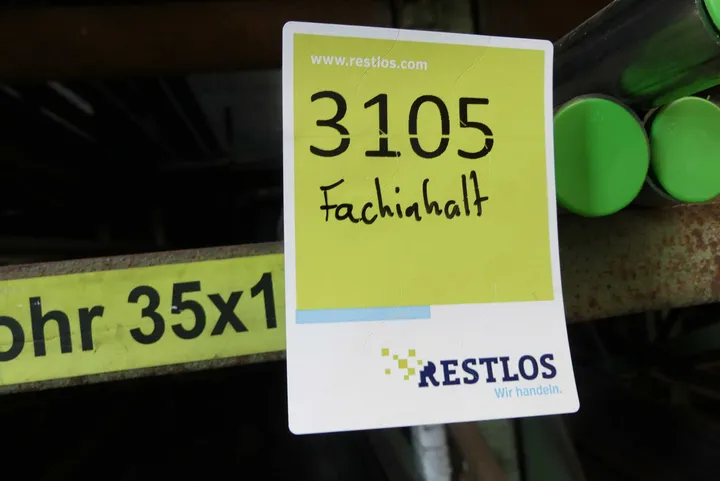 www.restlos.com
3105
Fachinhalt
ohr 35x1
RESTLOS
Wir handeln.